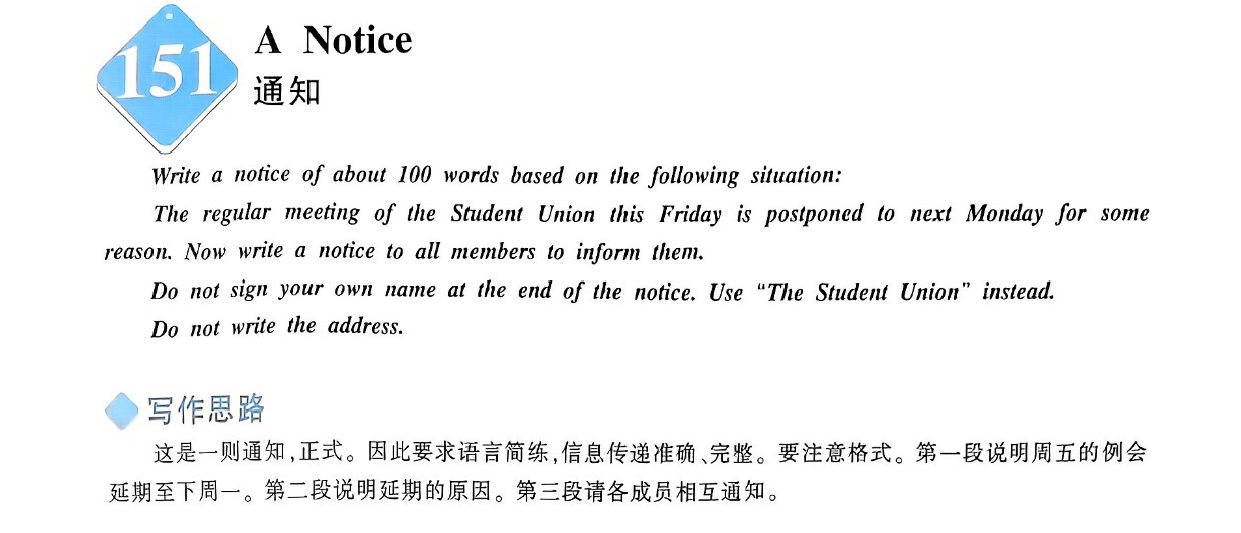 151
A Notice
通知
Write a notice of about 100 words based on the following situation:
The regular meeting of the Student Union this Friday is postponed to next Monday for some
reason. Now write a notice to all members to inform them.
Do not sign your own name at the end of the notice. Use "The Student Union" instead.
Do not write the address.
写作思路
这是一则通知,正式。因此要求语言简练,信息传递准确、完整。要注意格式。第一段说明周五的例会
延期至下周一。第二段说明延期的原因。第三段请各成员相互通知。